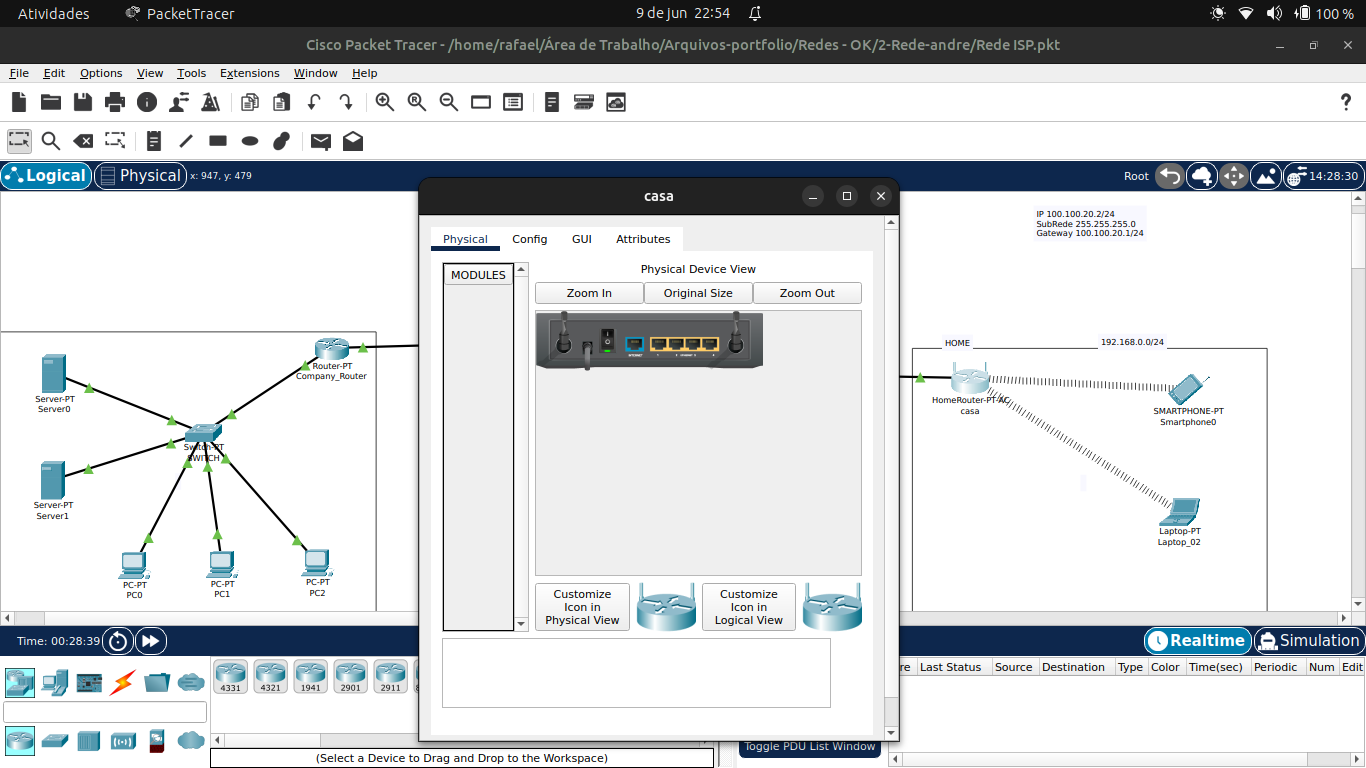 Atividades
PacketTracer
9 de jun 22:54
100 %
Cisco Packet Tracer - /home/rafael/Área de Trabalho/Arquivos-portfolio/Redes - OK/2-Rede-andre/Rede ISP.pkt
File Edit Options View Tools Extensions Window Help
Logical
Physical
x: 947, y: 479
Root
14:28:30
casa
Physical Config GUI Attributes
MODULES
Physical Device View
Zoom In
Original Size
Zoom Out
Customize
Icon in
Physical View
Customize
Icon in
Logical View
IP 100.100.20.2/24
SubRede 255.255.255.0
Gateway 100.100.20.1/24
Router-PT
Company_Router
Server-PT
Server0
Switch-PT
SWITCH
Server-PT
Server1
PC-PT
PC0
PC-PT
PC1
PC-PT
PC2
HOME
192.168.0.0/24
HomeRouter-PT-AC
casa
SMARTPHONE-PT
Smartphone0
Laptop-PT
Laptop_02
Time: 00:28:39
Realtime
Simulation
4331
4321
1941
2901
2911
(Select a Device to Drag and Drop to the Workspace)
re Last Status Source Destination Type Color Time(sec) Periodic Num Edit
Toggle PDU List Window